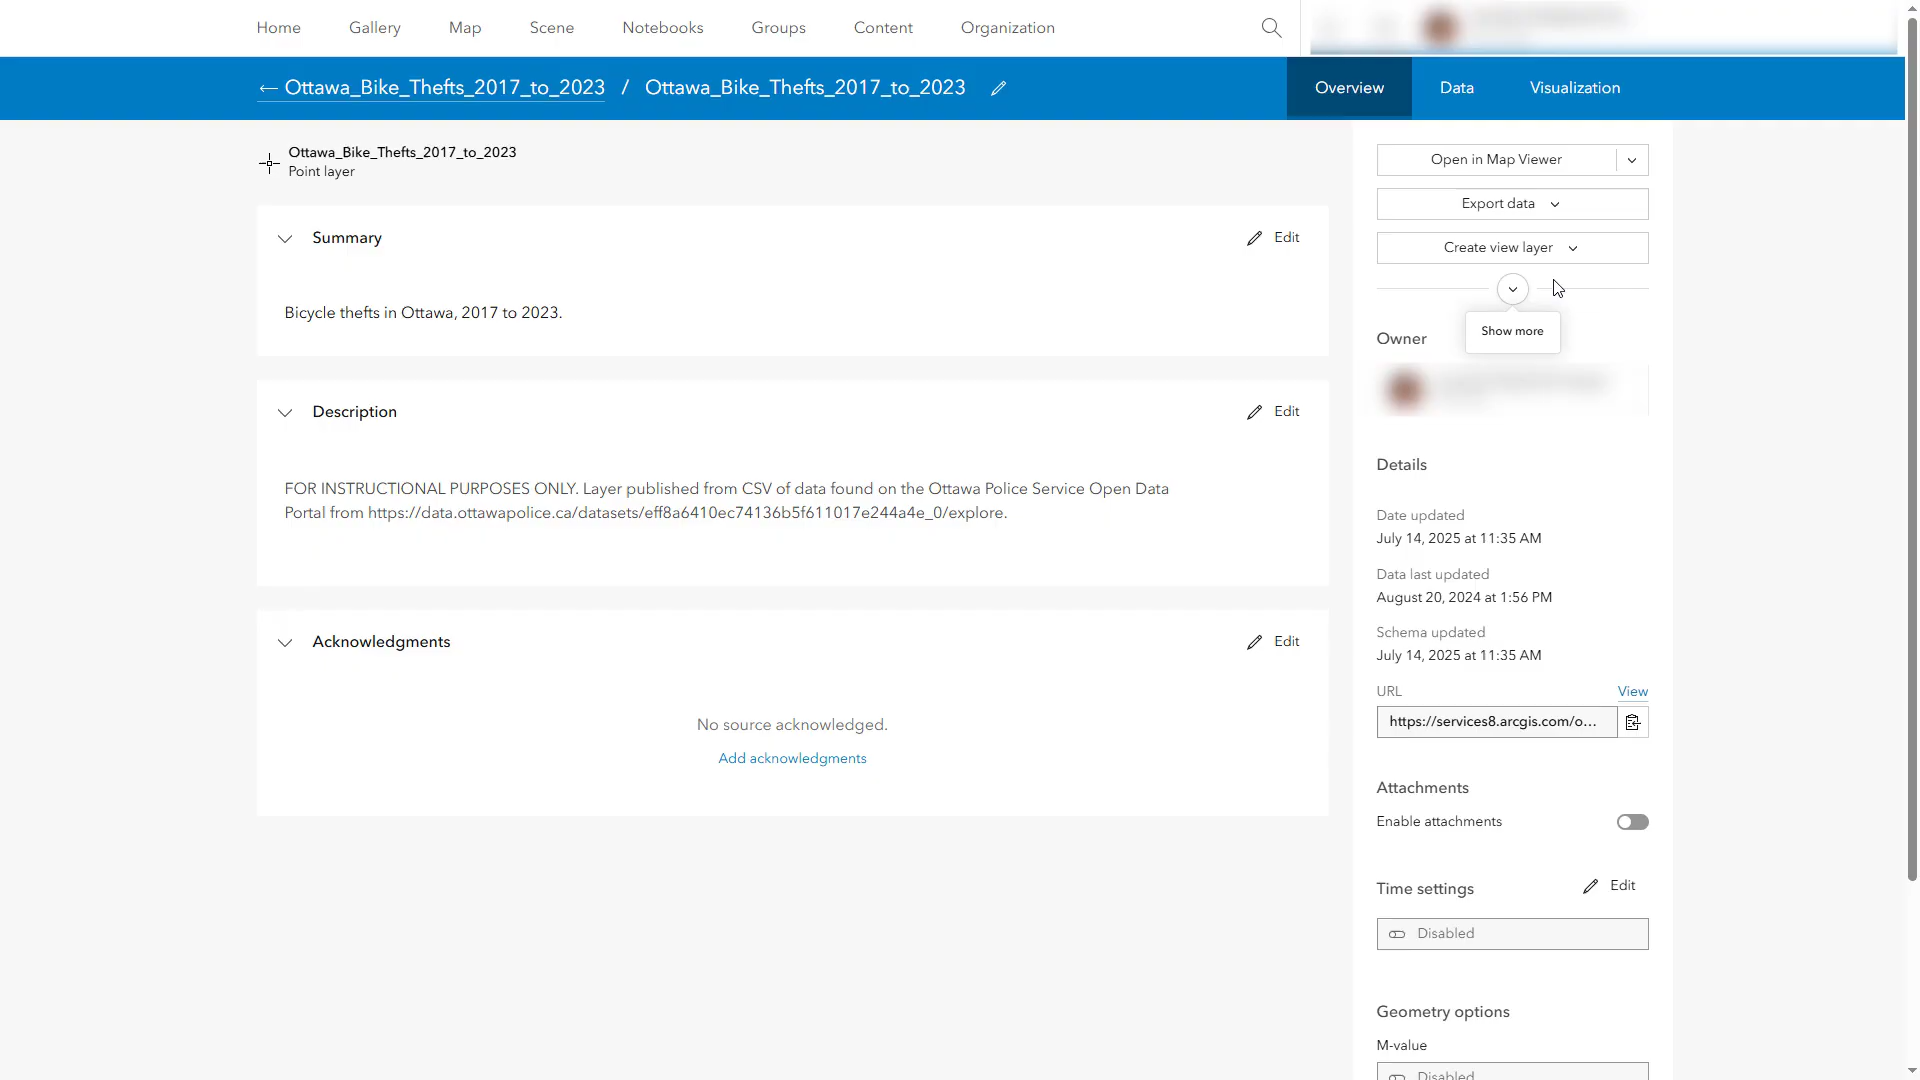 Home Gallery Map Scene Notebooks Groups Content Organization
← Ottawa_Bike_Thefts_2017_to_2023 / Ottawa_Bike_Thefts_2017_to_2023
Overview Data Visualization
Ottawa_Bike_Thefts_2017_to_2023
Point layer
Summary
Edit
Bicycle thefts in Ottawa, 2017 to 2023.
Description
Edit
FOR INSTRUCTIONAL PURPOSES ONLY. Layer published from CSV of data found on the Ottawa Police Service Open Data
Portal from https://data.ottawapolice.ca/datasets/eff8a6410ec74136b5f611017e244a4e_0/explore.
Acknowledgments
Edit
No source acknowledged.
Add acknowledgments
Open in Map Viewer
Export data
Create view layer
Show more
Owner
Details
Date updated
July 14, 2025 at 11:35 AM
Data last updated
August 20, 2024 at 1:56 PM
Schema updated
July 14, 2025 at 11:35 AM
URL View
https://services8.arcgis.com/o...
Attachments
Enable attachments
Time settings Edit
Disabled
Geometry options
M-value
Disabled